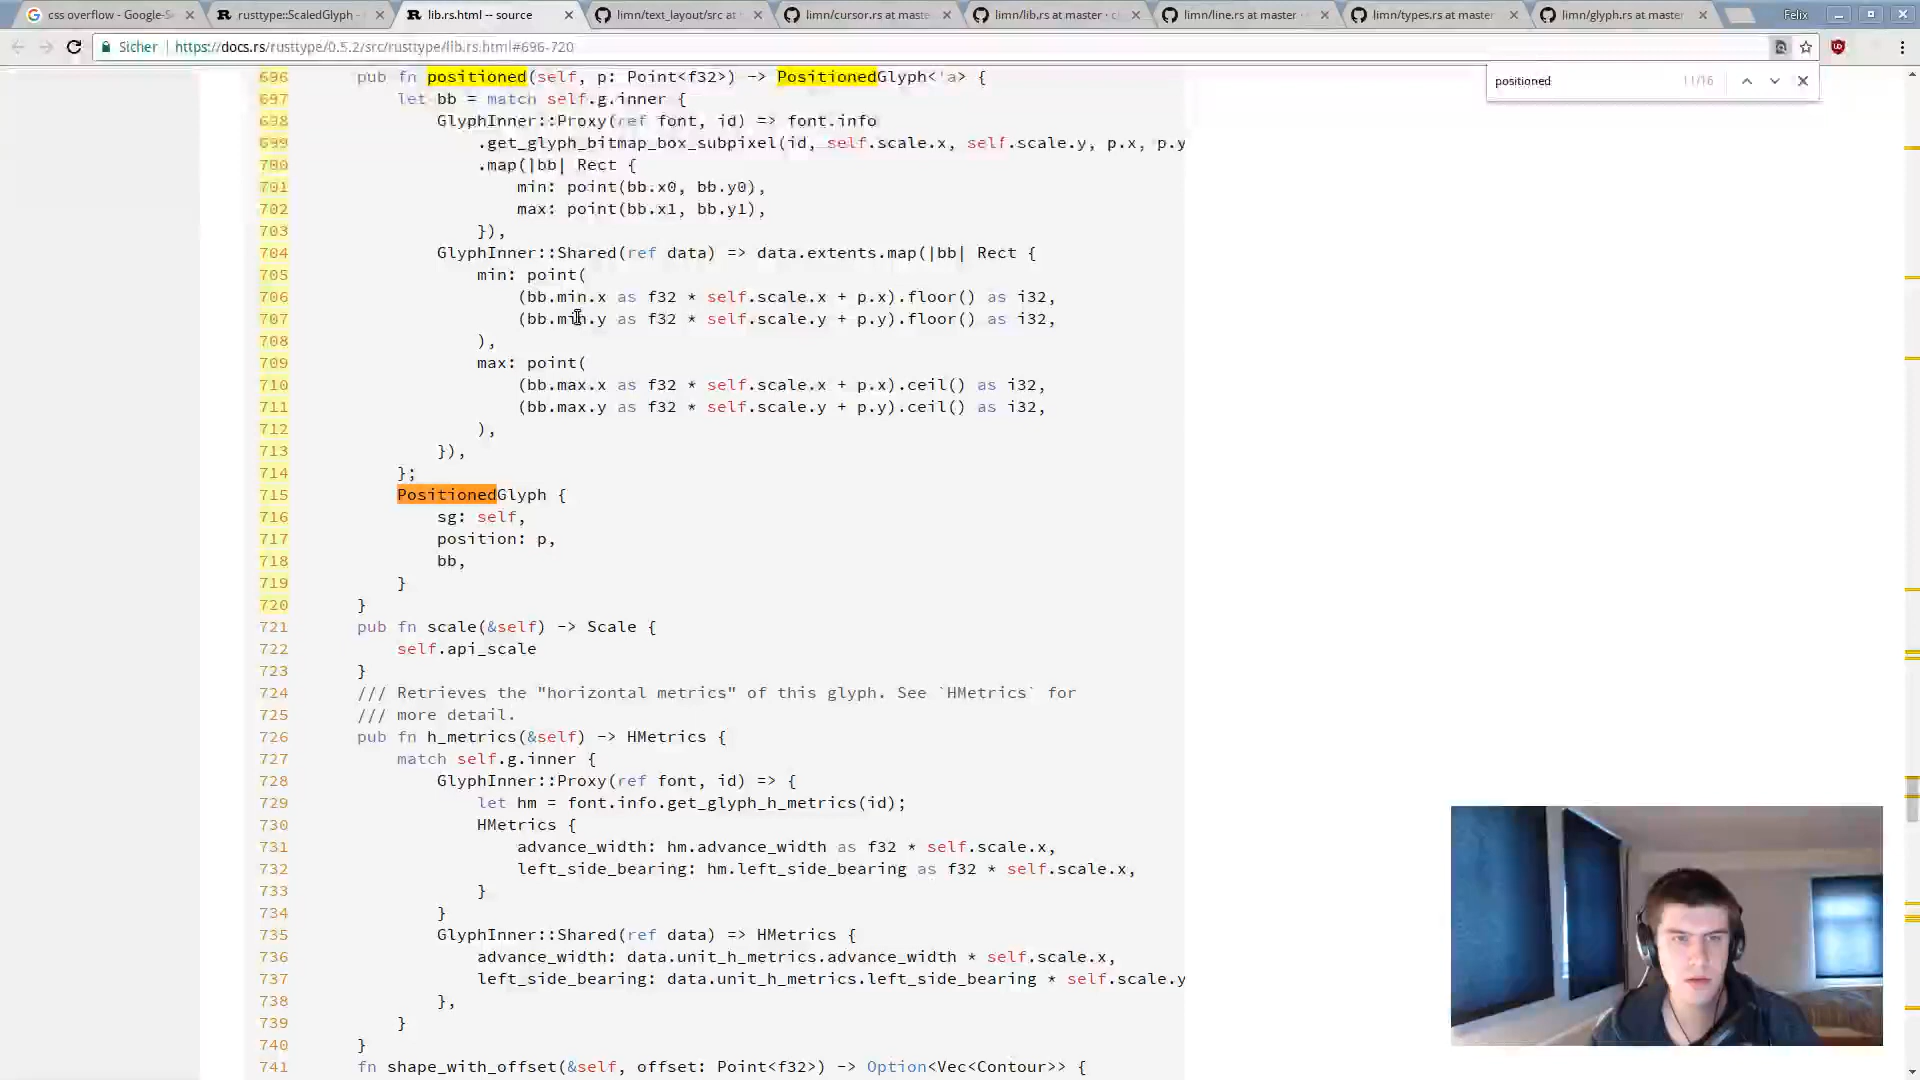 css overflow - Google-S
rusttype::ScaledGlyph -
lib.rs.html -- source
limn/text_layout/src at
limn/cursor.rs at maste
limn/lib.rs at master · c
limn/line.rs at master ·
limn/types.rs at master
limn/glyph.rs at master
Felix
Sicher | https://docs.rs/rusttype/0.5.2/src/rusttype/lib.rs.html#696-720
positioned 11/16
696 pub fn positioned(self, p: Point<f32>) -> PositionedGlyph<'a> {
697 let bb = match self.g.inner {
698 GlyphInner::Proxy(ref font, id) => font.info
699 .get_glyph_bitmap_box_subpixel(id, self.scale.x, self.scale.y, p.x, p.y
700 .map(|bb| Rect {
701 min: point(bb.x0, bb.y0),
702 max: point(bb.x1, bb.y1),
703 }),
704 GlyphInner::Shared(ref data) => data.extents.map(|bb| Rect {
705 min: point(
706 (bb.min.x as f32 * self.scale.x + p.x).floor() as i32,
707 (bb.min.y as f32 * self.scale.y + p.y).floor() as i32,
708 ),
709 max: point(
710 (bb.max.x as f32 * self.scale.x + p.x).ceil() as i32,
711 (bb.max.y as f32 * self.scale.y + p.y).ceil() as i32,
712 ),
713 }),
714 };
715 PositionedGlyph {
716 sg: self,
717 position: p,
718 bb,
719 }
720 }
721 pub fn scale(&self) -> Scale {
722 self.api_scale
723 }
724 /// Retrieves the "horizontal metrics" of this glyph. See `HMetrics` for
725 /// more detail.
726 pub fn h_metrics(&self) -> HMetrics {
727 match self.g.inner {
728 GlyphInner::Proxy(ref font, id) => {
729 let hm = font.info.get_glyph_h_metrics(id);
730 HMetrics {
731 advance_width: hm.advance_width as f32 * self.scale.x,
732 left_side_bearing: hm.left_side_bearing as f32 * self.scale.x,
733 }
734 }
735 GlyphInner::Shared(ref data) => HMetrics {
736 advance_width: data.unit_h_metrics.advance_width * self.scale.x,
737 left_side_bearing: data.unit_h_metrics.left_side_bearing * self.scale.y
738 },
739 }
740 }
741 fn shape_with_offset(&self, offset: Point<f32>) -> Option<Vec<Contour>> {